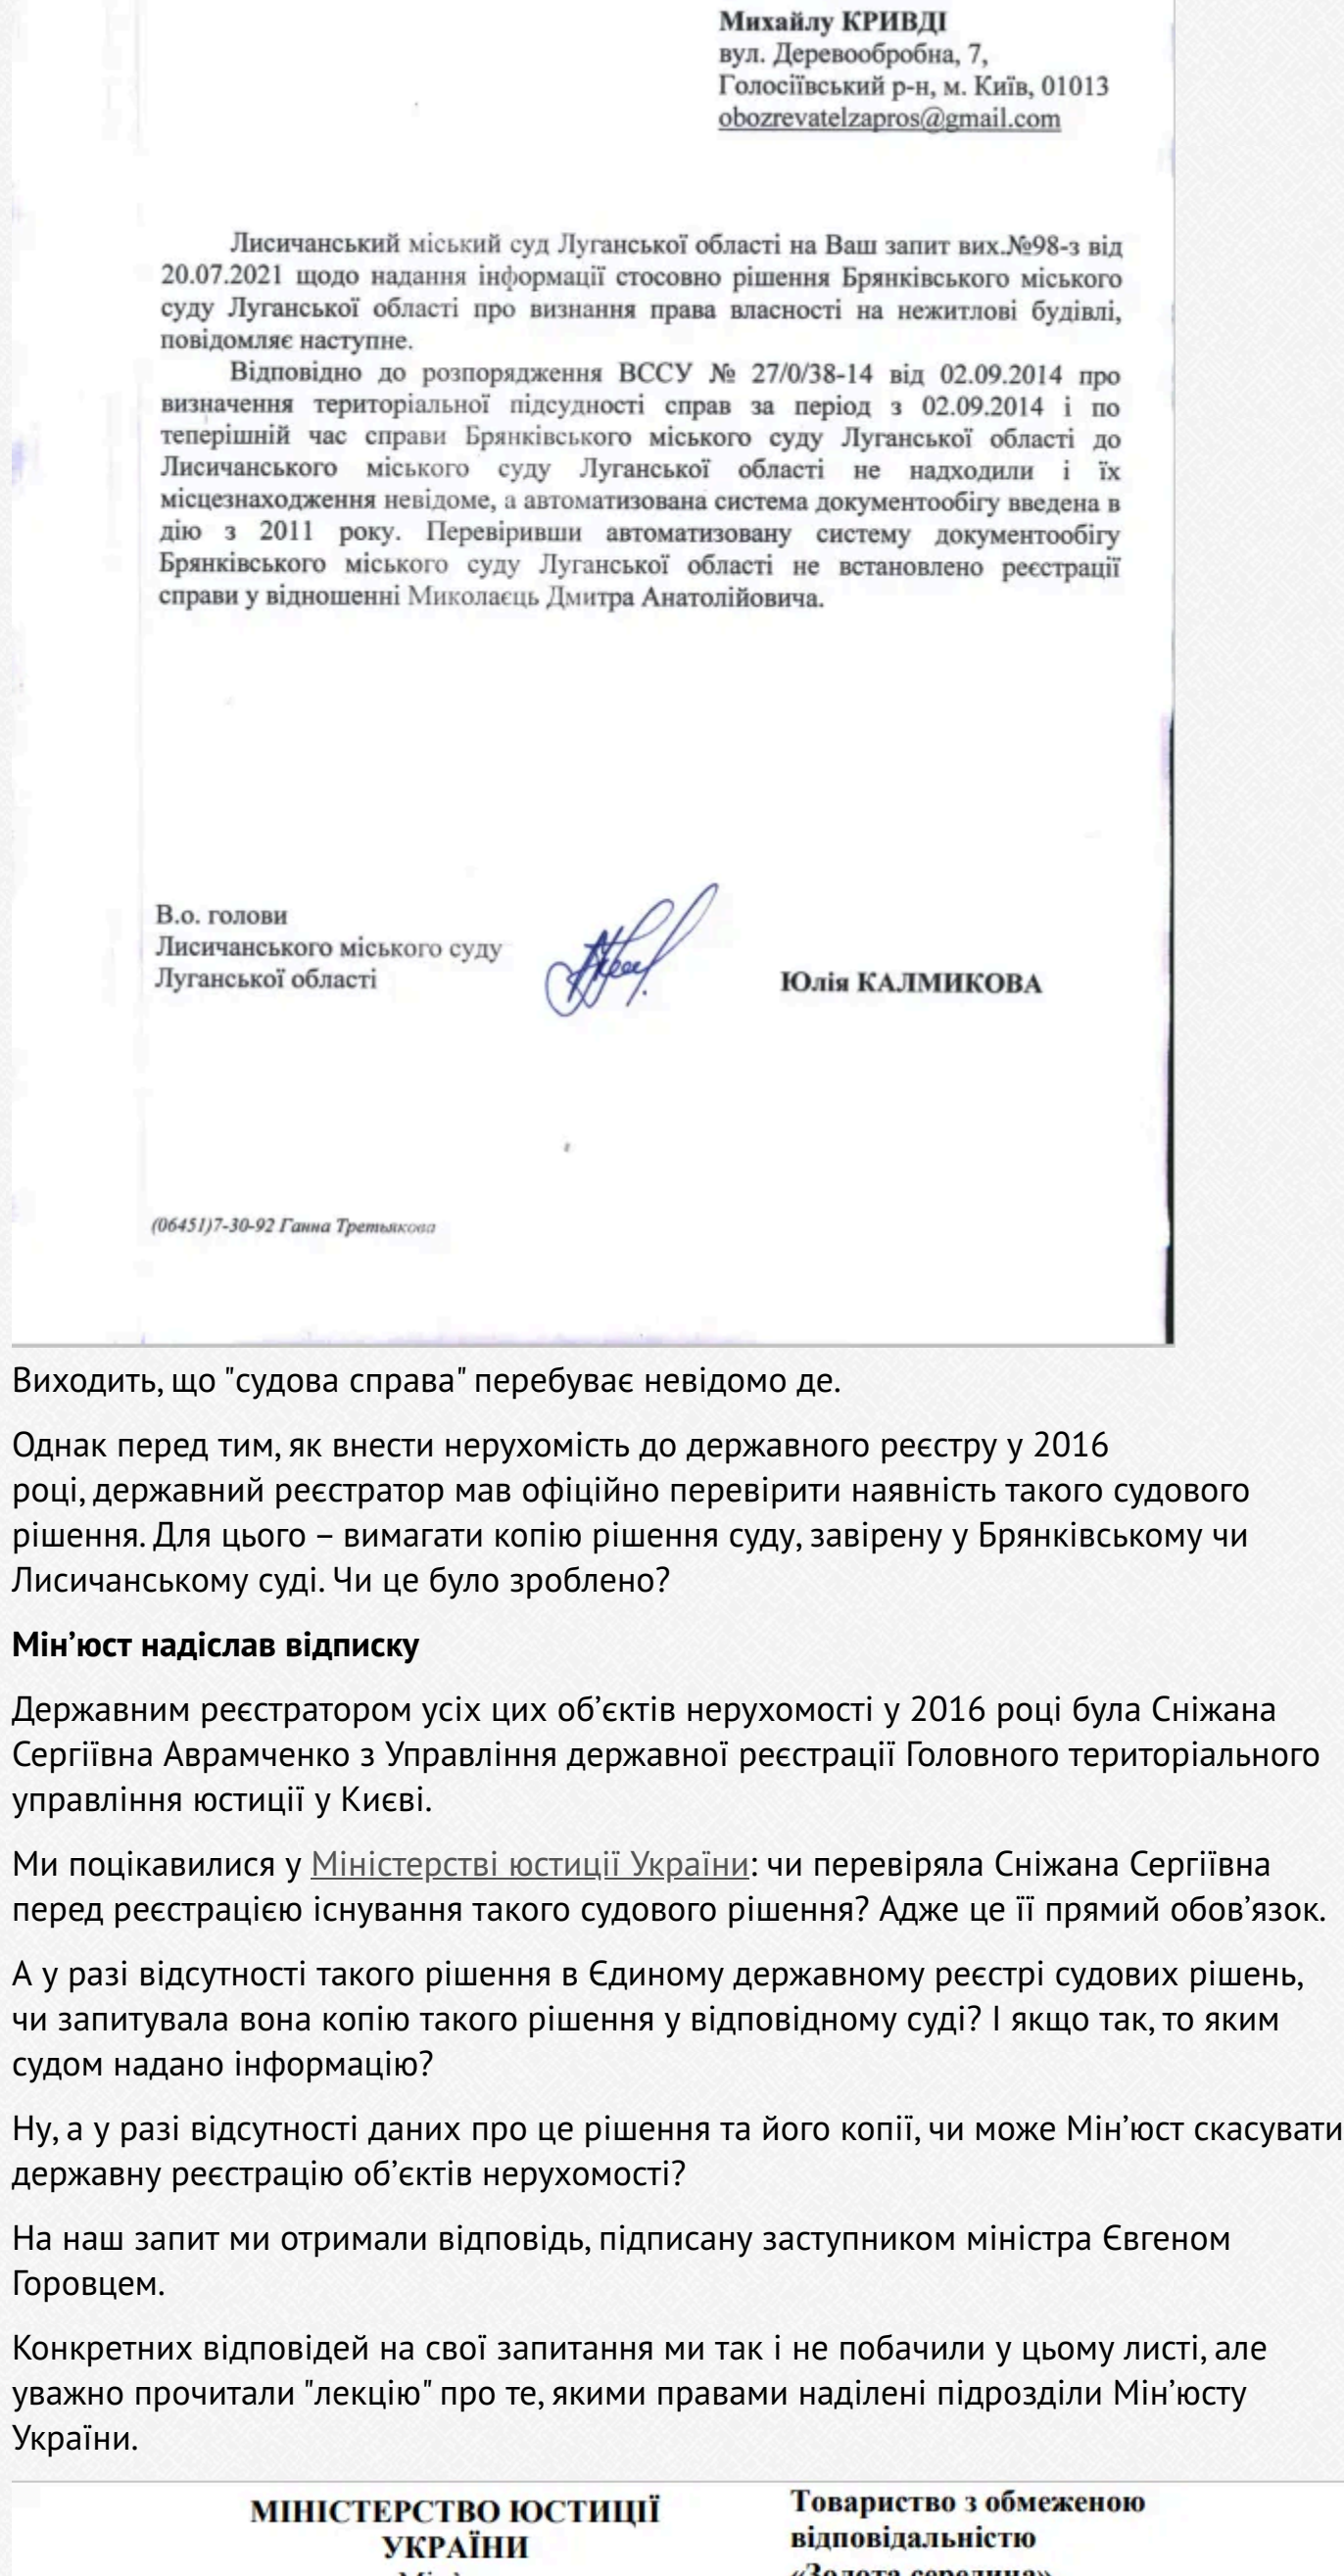 Михайлу КРИВДІ
вул. Деревообробна, 7,
Голосіївський р-н, м. Київ, 01013
obozrevatelzapros@gmail.com
Лисичанський міський суд Луганської області на Ваш запит вих.№98-з від
20.07.2021 щодо надання інформації стосовно рішення Брянківського міського
суду Луганської області про визнання права власності на нежитлові будівлі,
повідомляє наступне.
Відповідно до розпорядження ВССУ № 27/0/38-14 від 02.09.2014 про
визначення територіальної підсудності справ за період з 02.09.2014 і по
теперішній час справи Брянківського міського суду Луганської області до
Лисичанського міського суду Луганської області не надходили і їх
місцезнаходження невідоме, а автоматизована система документообігу введена в
дію з 2011 року. Перевіривши автоматизовану систему документообігу
Брянківського міського суду Луганської області не встановлено реєстрації
справи у відношенні Миколаєць Дмитра Анатолійовича.
В.о. голови
Лисичанського міського суду
Луганської області
Юлія КАЛМИКОВА
(06451)7-30-92 Ганна Третьякова
Виходить, що "судова справа" перебуває невідомо де.
Однак перед тим, як внести нерухомість до державного реєстру у 2016
році, державний реєстратор мав офіційно перевірити наявність такого судового
рішення. Для цього – вимагати копію рішення суду, завірену у Брянківському чи
Лисичанському суді. Чи це було зроблено?
Мін’юст надіслав відписку
Державним реєстратором усіх цих об’єктів нерухомості у 2016 році була Сніжана
Сергіївна Аврамченко з Управління державної реєстрації Головного територіального
управління юстиції у Києві.
Ми поцікавилися у Міністерстві юстиції України: чи перевіряла Сніжана Сергіївна
перед реєстрацією існування такого судового рішення? Адже це її прямий обов’язок.
А у разі відсутності такого рішення в Єдиному державному реєстрі судових рішень,
чи запитувала вона копію такого рішення у відповідному суді? І якщо так, то яким
судом надано інформацію?
Ну, а у разі відсутності даних про це рішення та його копії, чи може Мін’юст скасувати
державну реєстрацію об’єктів нерухомості?
На наш запит ми отримали відповідь, підписану заступником міністра Євгеном
Горовцем.
Конкретних відповідей на свої запитання ми так і не побачили у цьому листі, але
уважно прочитали "лекцію" про те, якими правами наділені підрозділи Мін’юсту
України.
МІНІСТЕРСТВО ЮСТИЦІЇ
УКРАЇНИ
Товариство з обмеженою
відповідальністю
«Золота середина»